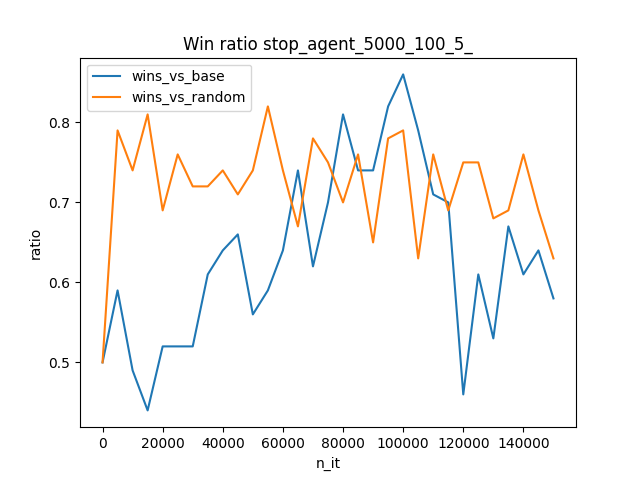 Win ratio stop_agent_5000_100_5_
wins_vs_base
wins_vs_random
ratio
0.8
0.7
0.6
0.5
0 20000 40000 60000 80000 100000 120000 140000
n_it